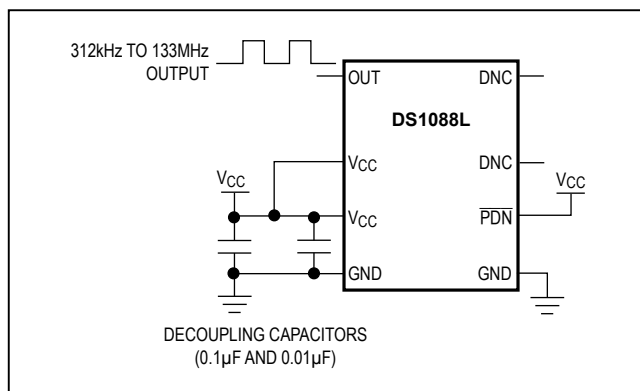 312kHz TO 133MHz
OUTPUT
OUT
DNC
DS1088L
VCC
DNC
VCC
VCC
VCC
PDN
GND
GND
DECOUPLING CAPACITORS
(0.1µF AND 0.01µF)